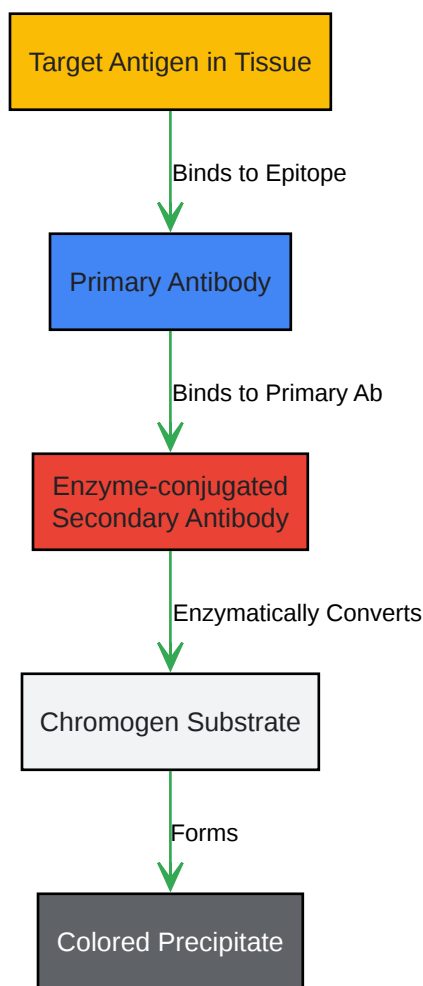 Target Antigen in Tissue
Binds to Epitope
Primary Antibody
Binds to Primary Ab
Enzyme-conjugated
Secondary Antibody
Enzymatically Converts
Chromogen Substrate
Forms
Colored Precipitate